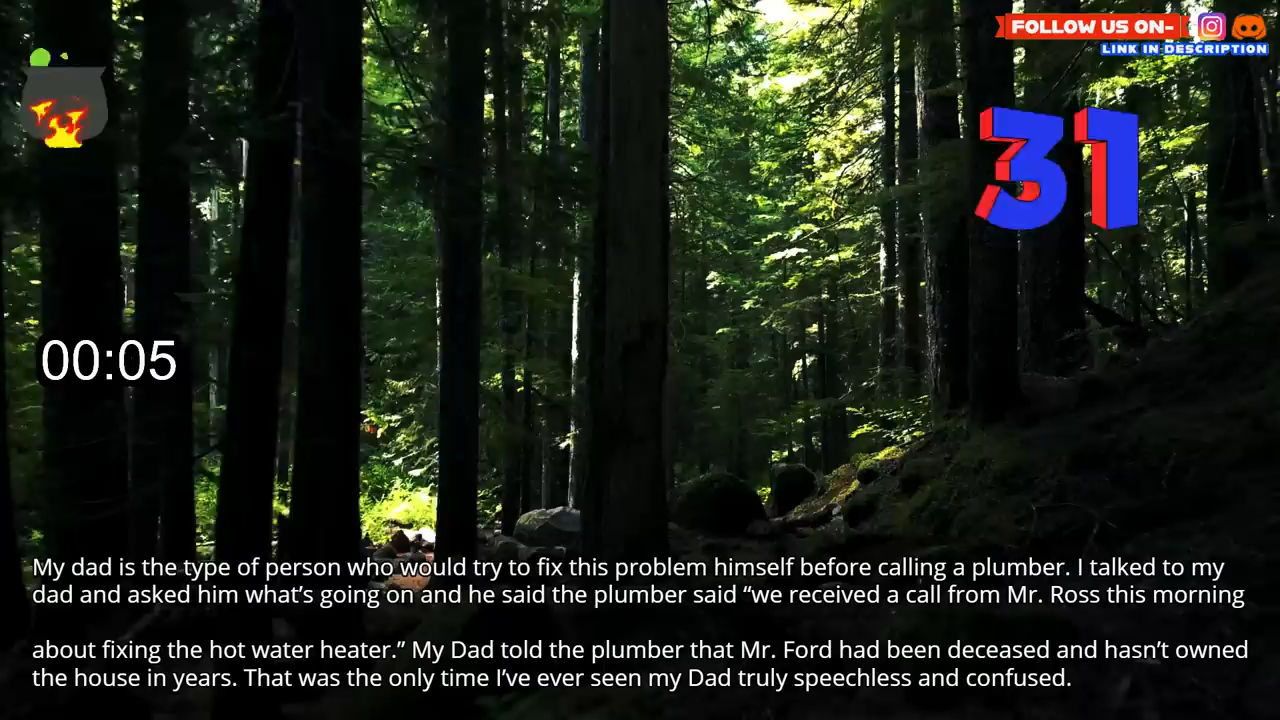 FOLLOW US ON-
LINK IN DESCRIPTION
31
00:05
My dad is the type of person who would try to fix this problem himself before calling a plumber. I talked to my
dad and asked him what’s going on and he said the plumber said “we received a call from Mr. Ross this morning
about fixing the hot water heater.” My Dad told the plumber that Mr. Ford had been deceased and hasn’t owned
the house in years. That was the only time I’ve ever seen my Dad truly speechless and confused.